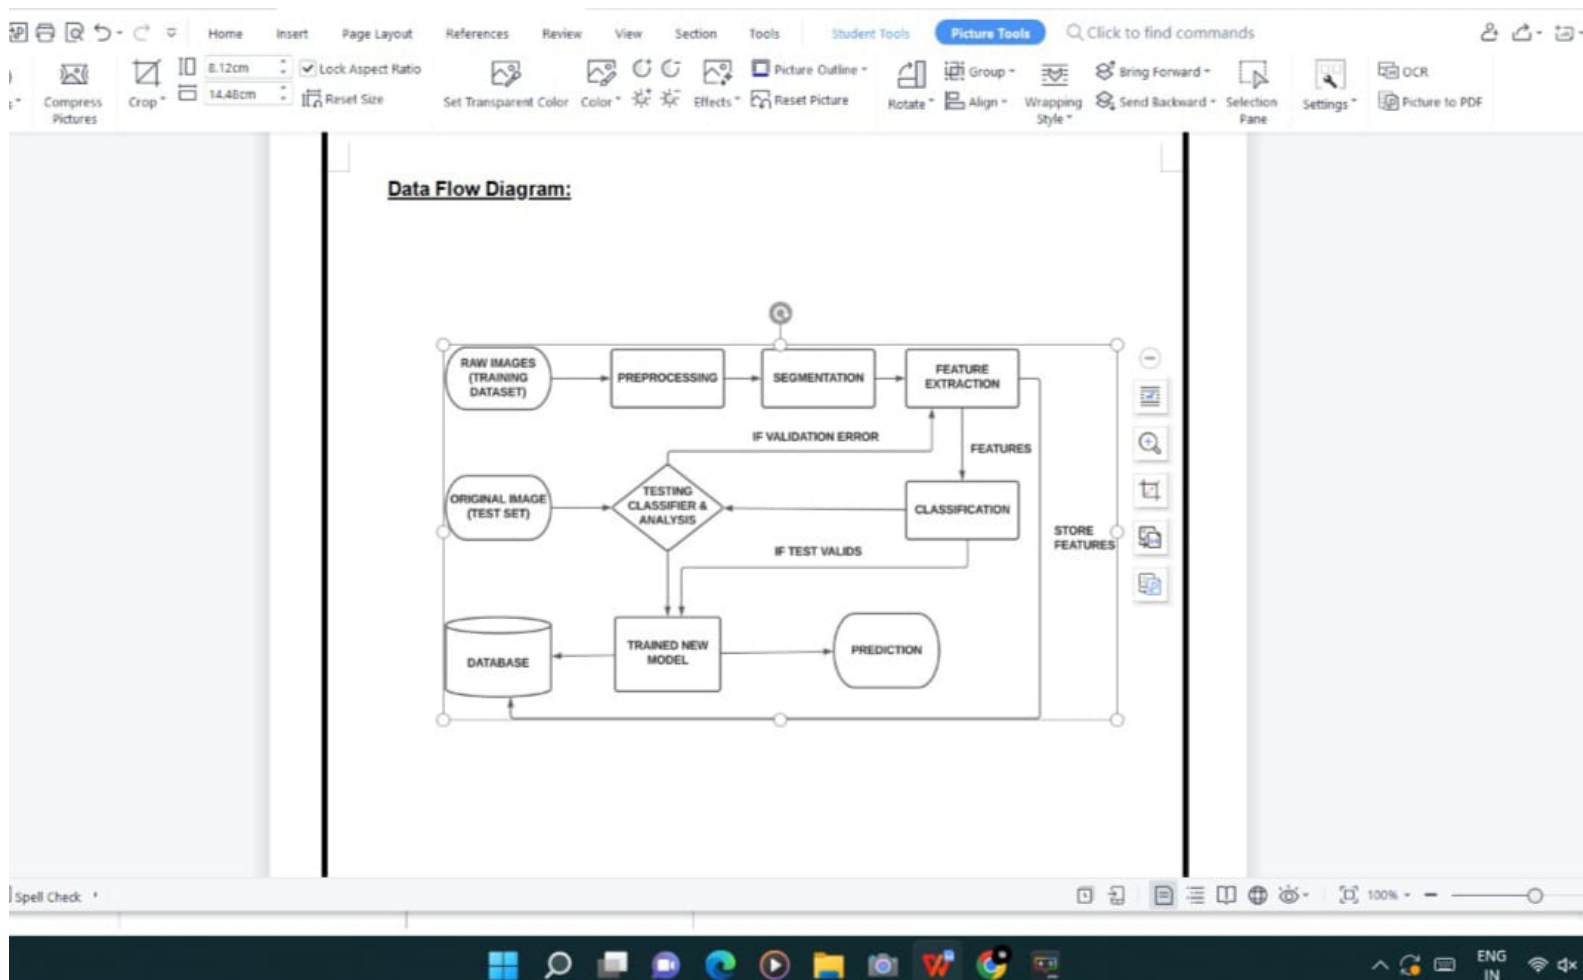 Home Insert Page Layout References Review View Section Tools Student Tools Picture Tools Click to find commands
8.12cm Lock Aspect Ratio Picture Outline Group Bring Forward OCR
Compress Pictures Crop 14.48cm Reset Size Set Transparent Color Color Effects Reset Picture Rotate Align Wrapping Style Send Backward Selection Pane Settings Picture to PDF
Data Flow Diagram:
RAW IMAGES
(TRAINING
DATASET)
PREPROCESSING
SEGMENTATION
FEATURE
EXTRACTION
IF VALIDATION ERROR
FEATURES
ORIGINAL IMAGE
(TEST SET)
TESTING
CLASSIFIER &
ANALYSIS
CLASSIFICATION
STORE
FEATURES
IF TEST VALIDS
DATABASE
TRAINED NEW
MODEL
PREDICTION
Spell Check 100%
ENG
IN